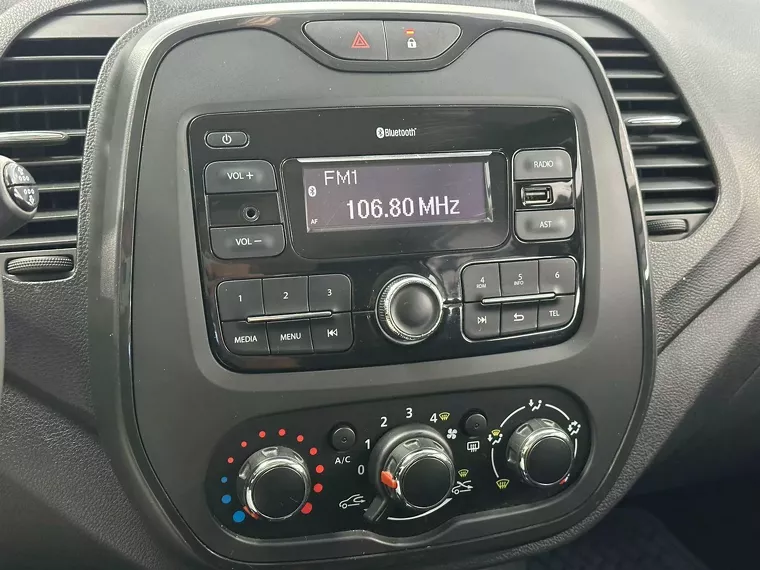 Bluetooth
VOL +
RADIO
FM1
106.80 MHz
AF
VOL −
AST
1 2 3
4 RDM 5 INFO 6
MEDIA MENU
TEL
A/C
0 1 2 3 4